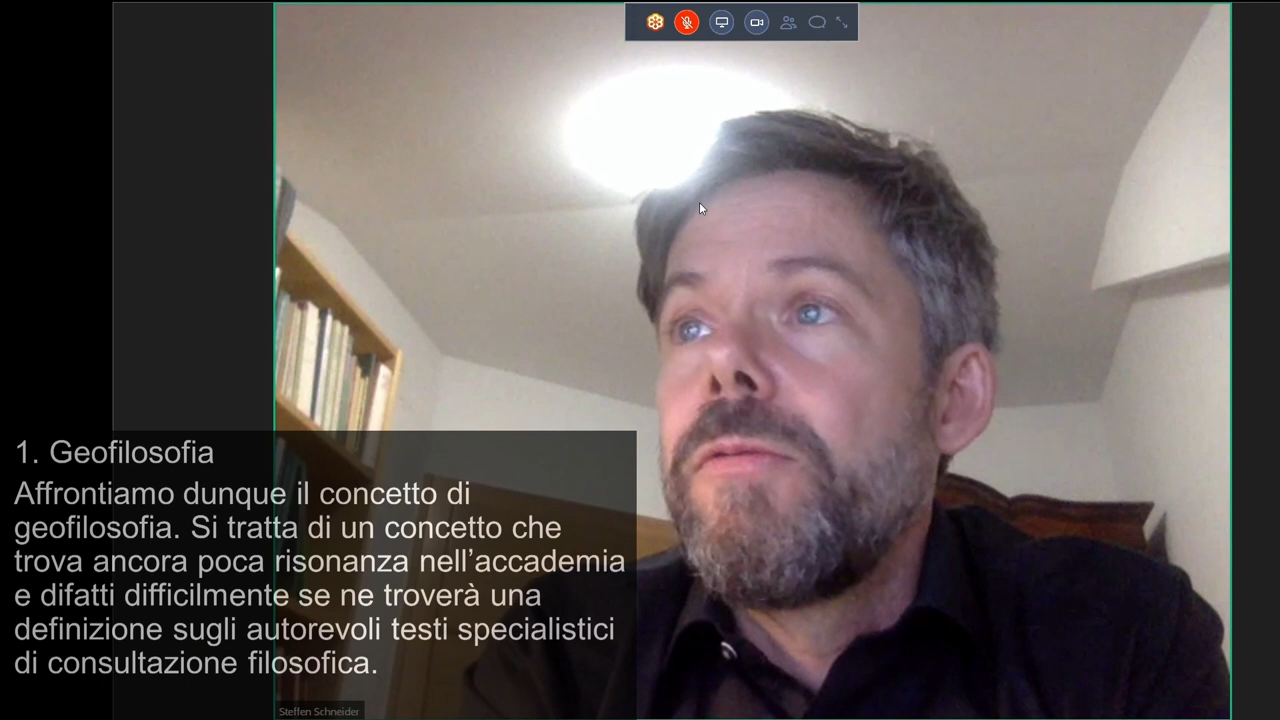 1. Geofilosofia
Affrontiamo dunque il concetto di
geofilosofia. Si tratta di un concetto che
trova ancora poca risonanza nell’accademia
e difatti difficilmente se ne troverà una
definizione sugli autorevoli testi specialistici
di consultazione filosofica.
Steffen Schneider